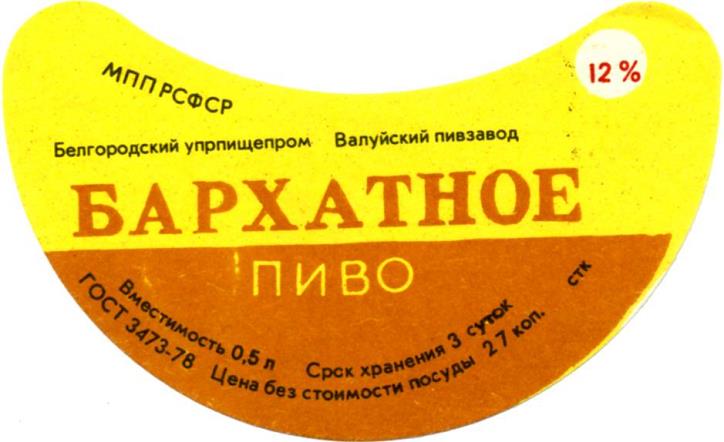 МПП РСФСР
12 %
Белгородский упрпищепром Валуйский пивзавод
БАРХАТНОЕ
ПИВО
Вместимость 0,5 л Срск хранения 3 суток
ГОСТ 3473-78 Цена без стоимости посуды 27 коп.
стк